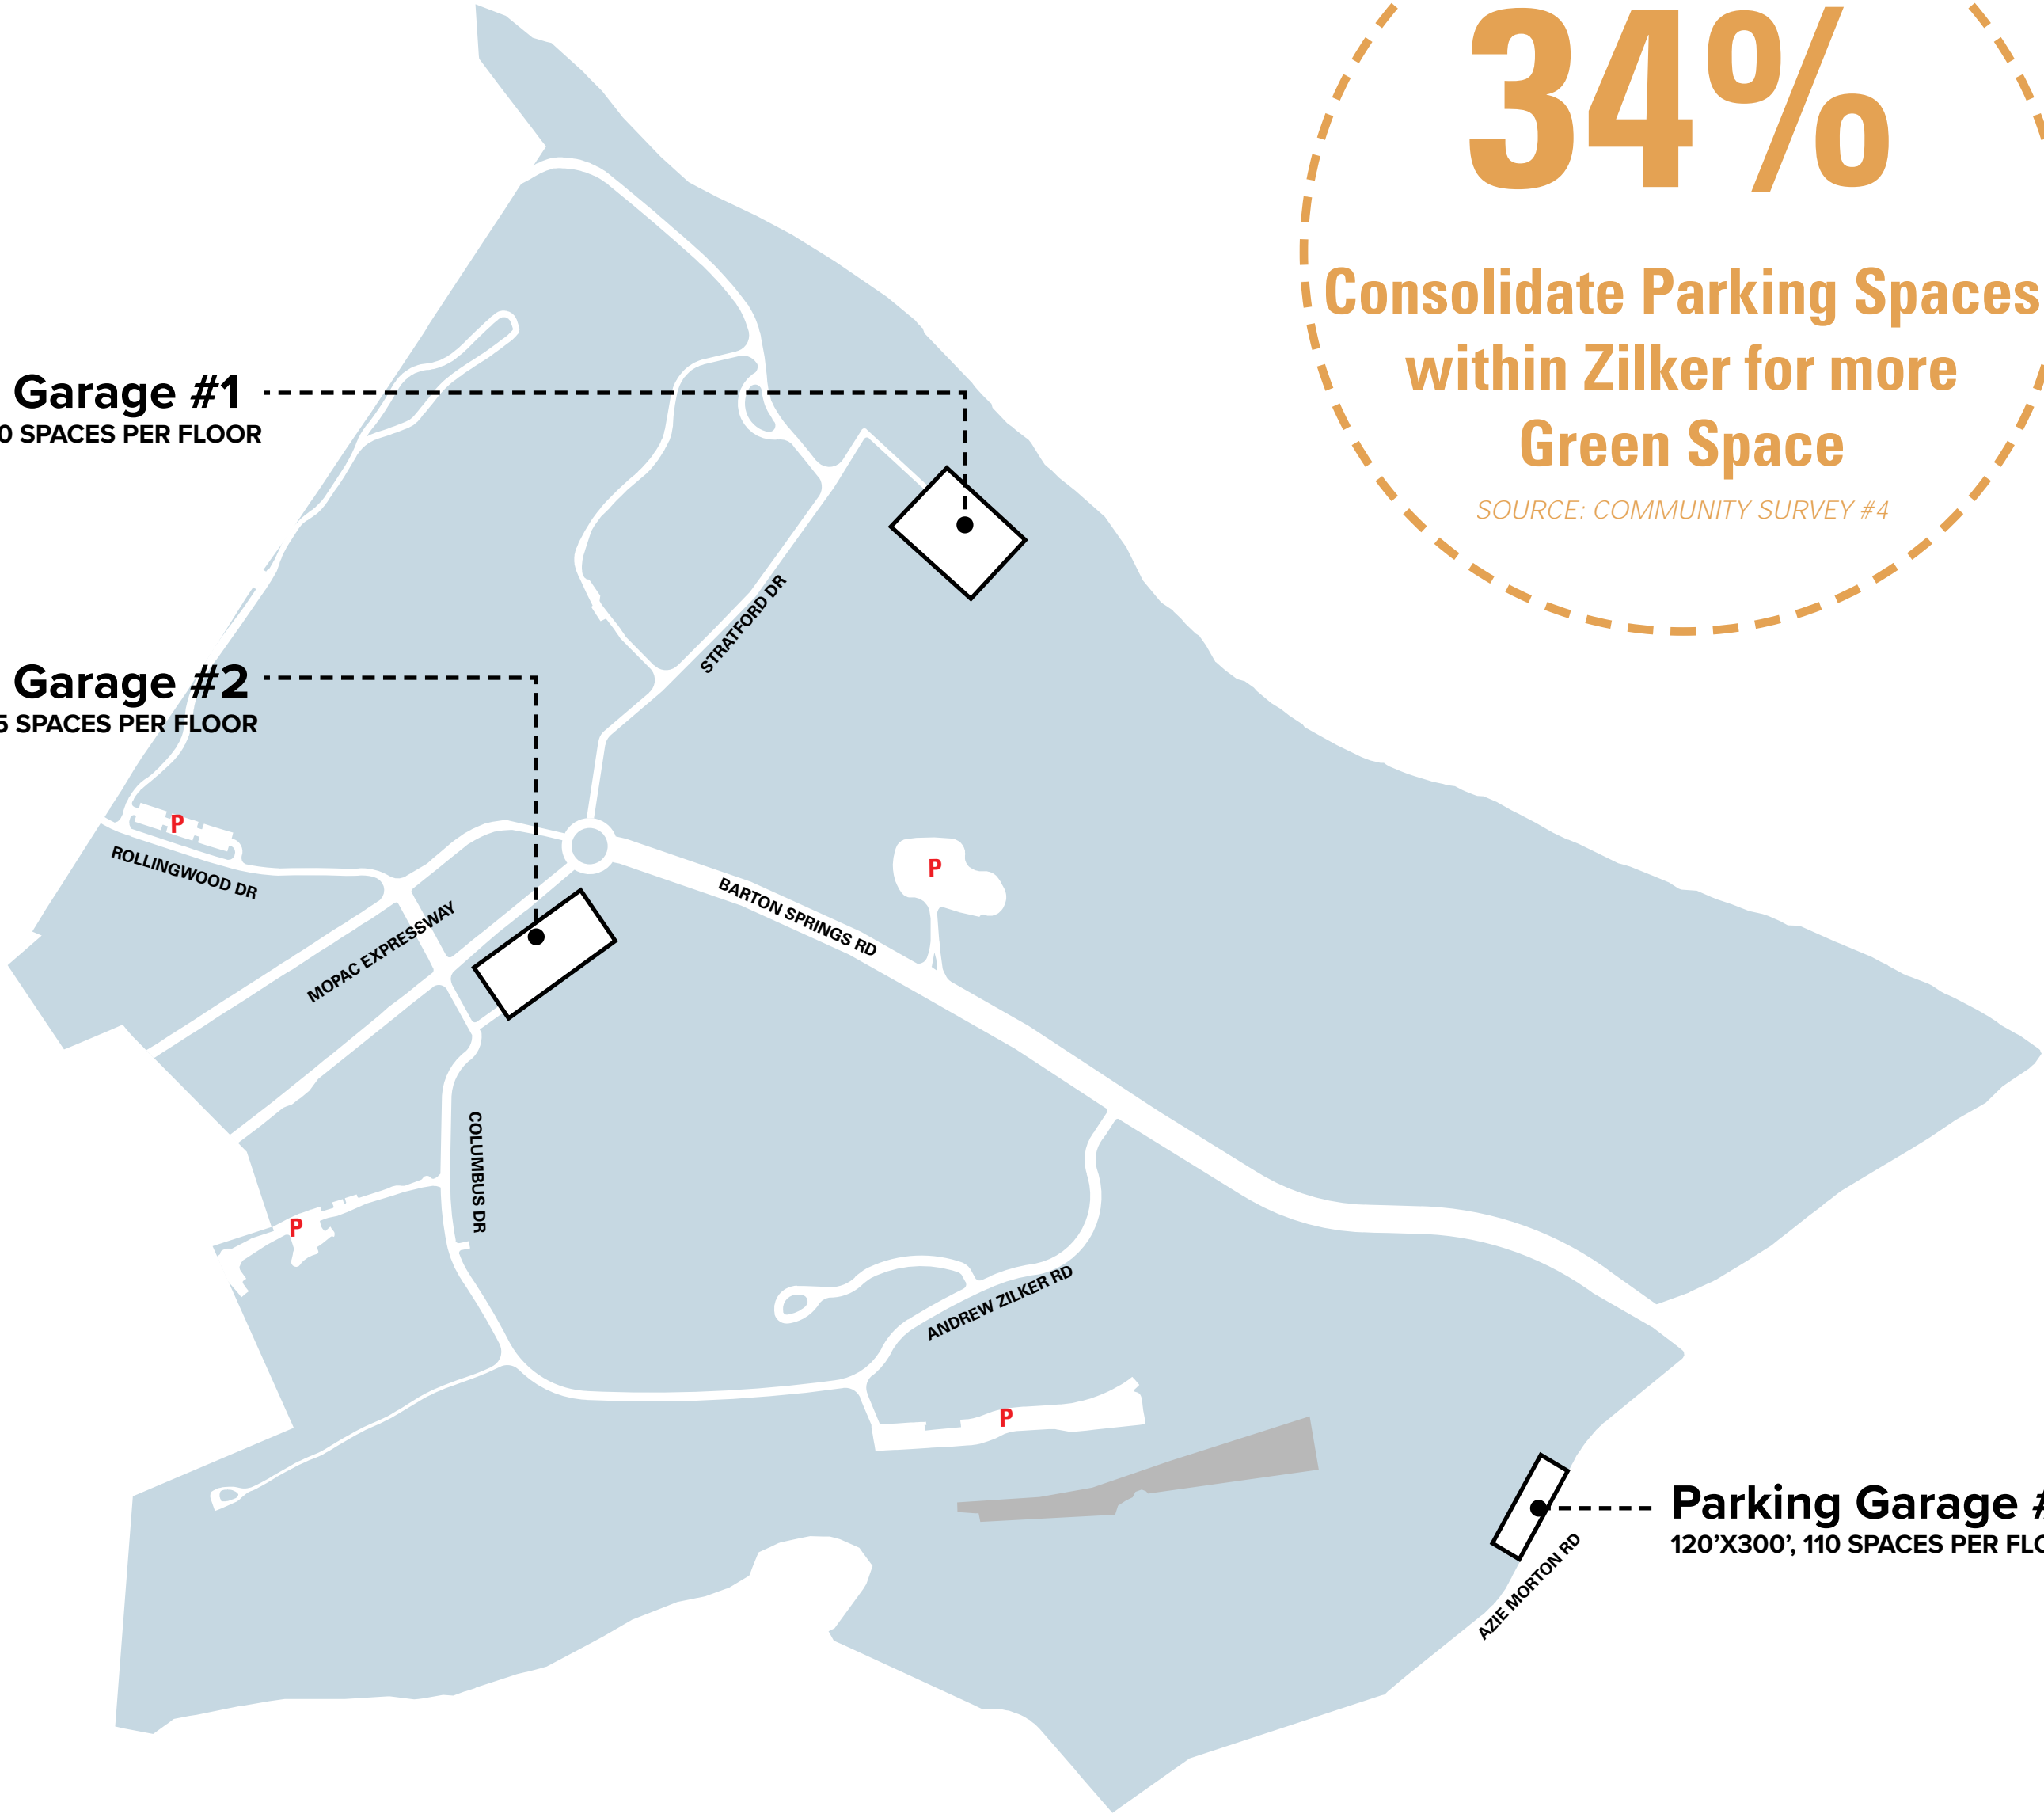 34%
Consolidate Parking Spaces
within Zilker for more
Green Space
SOURCE: COMMUNITY SURVEY #4
Garage #1
0 SPACES PER FLOOR
Garage #2
5 SPACES PER FLOOR
STRATFORD DR
P
ROLLINGWOOD DR
MOPAC EXPRESSWAY
BARTON SPRINGS RD
P
COLUMBUS DR
P
ANDREW ZILKER RD
P
Parking Garage #
120’X300’, 110 SPACES PER FLO
AZIE MORTON RD